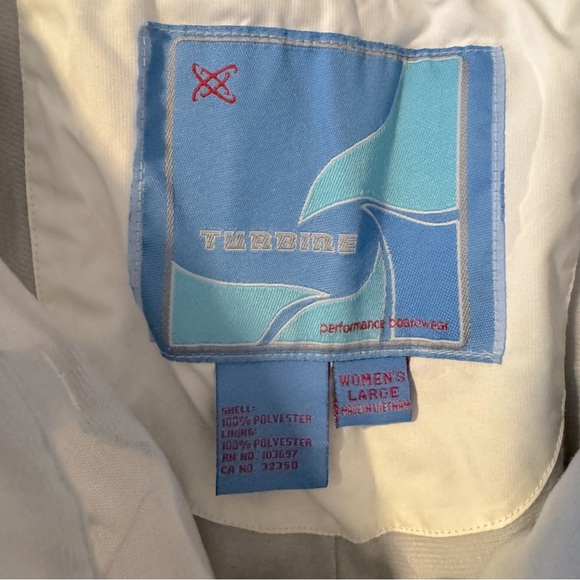 TURBINE
performance boardwear
WOMEN'S
LARGE
MADE IN VIETNAM
SHELL:
100% POLYESTER
LINING:
100% POLYESTER
RN NO. 103697
CA NO. 32350